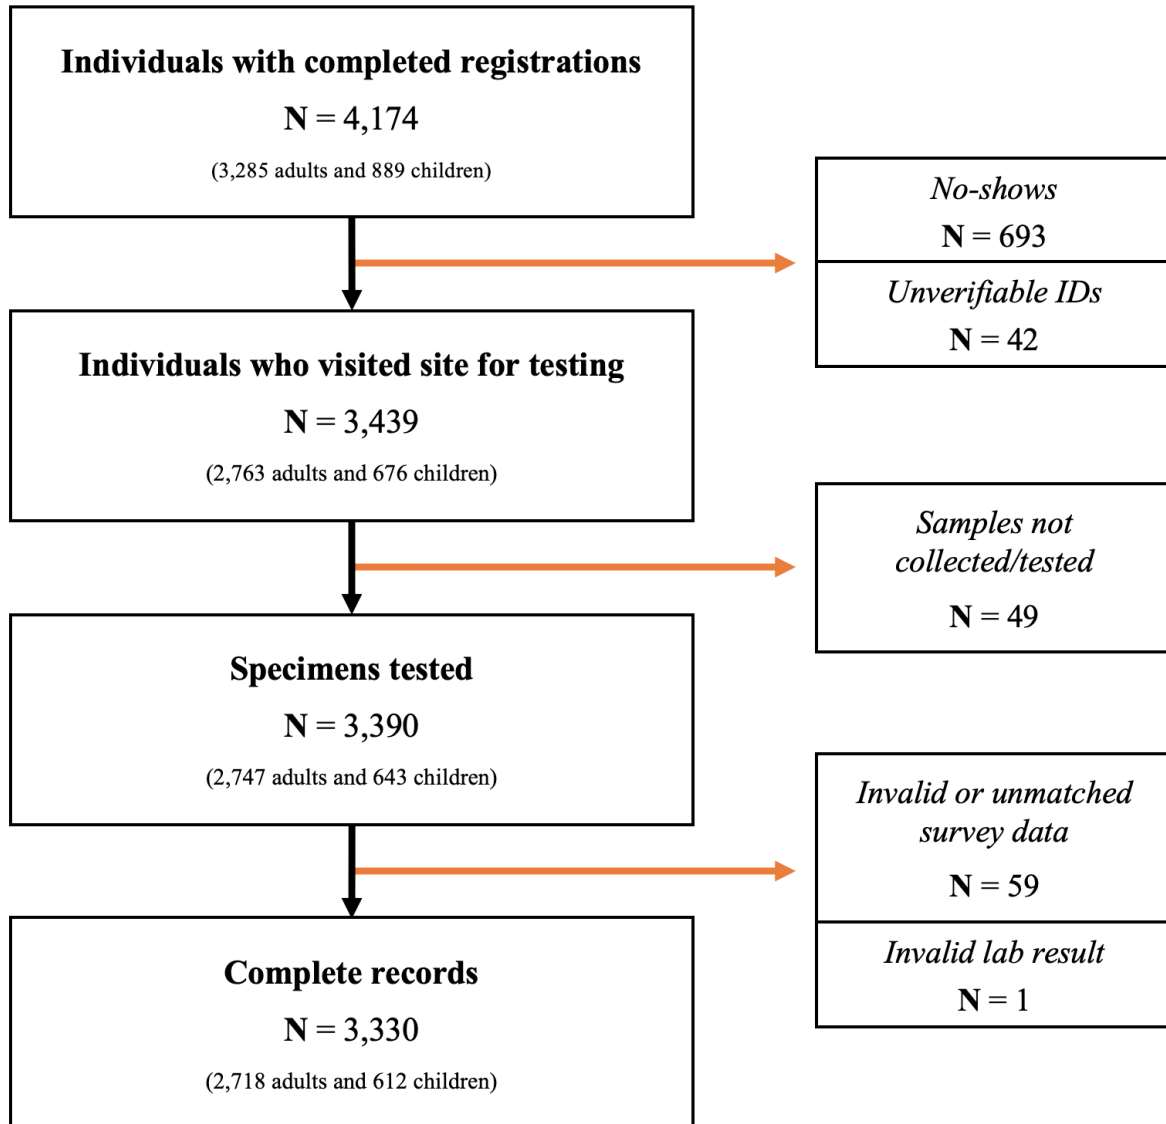 Individuals with completed registrations
N = 4,174
(3,285 adults and 889 children)
No-shows
N = 693
Unverifiable IDs
N = 42
Individuals who visited site for testing
N = 3,439
(2,763 adults and 676 children)
Samples not
collected/tested
N = 49
Specimens tested
N = 3,390
(2,747 adults and 643 children)
Invalid or unmatched
survey data
N = 59
Invalid lab result
N = 1
Complete records
N = 3,330
(2,718 adults and 612 children)